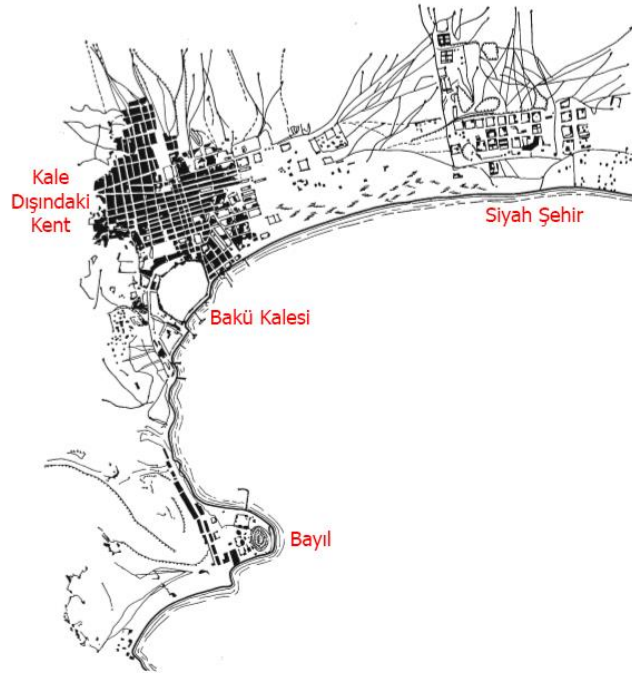 Kale
Dışındaki
Kent
Siyah Şehir
Bakü Kalesi
Bayıl